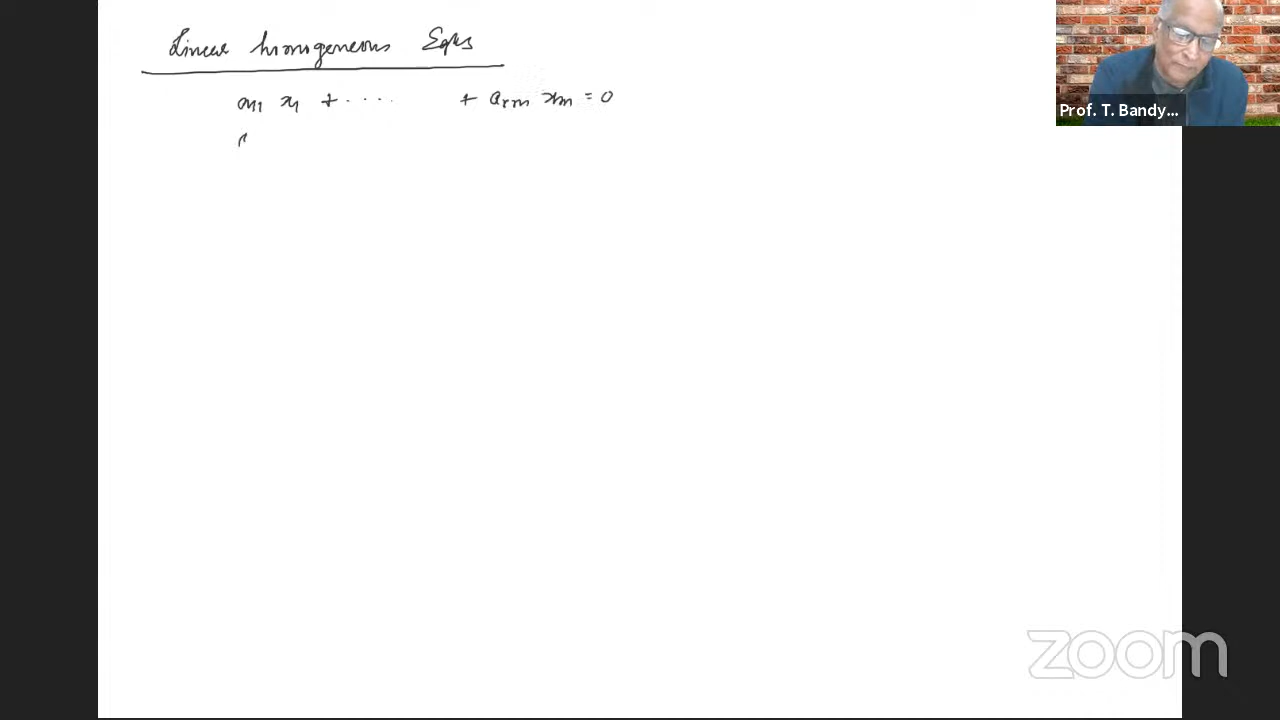 Linear homogeneous Eqns
a₁₁ x₁ + .... + aᵣₘ xₘ = 0
Prof. T. Bandy...
zoom